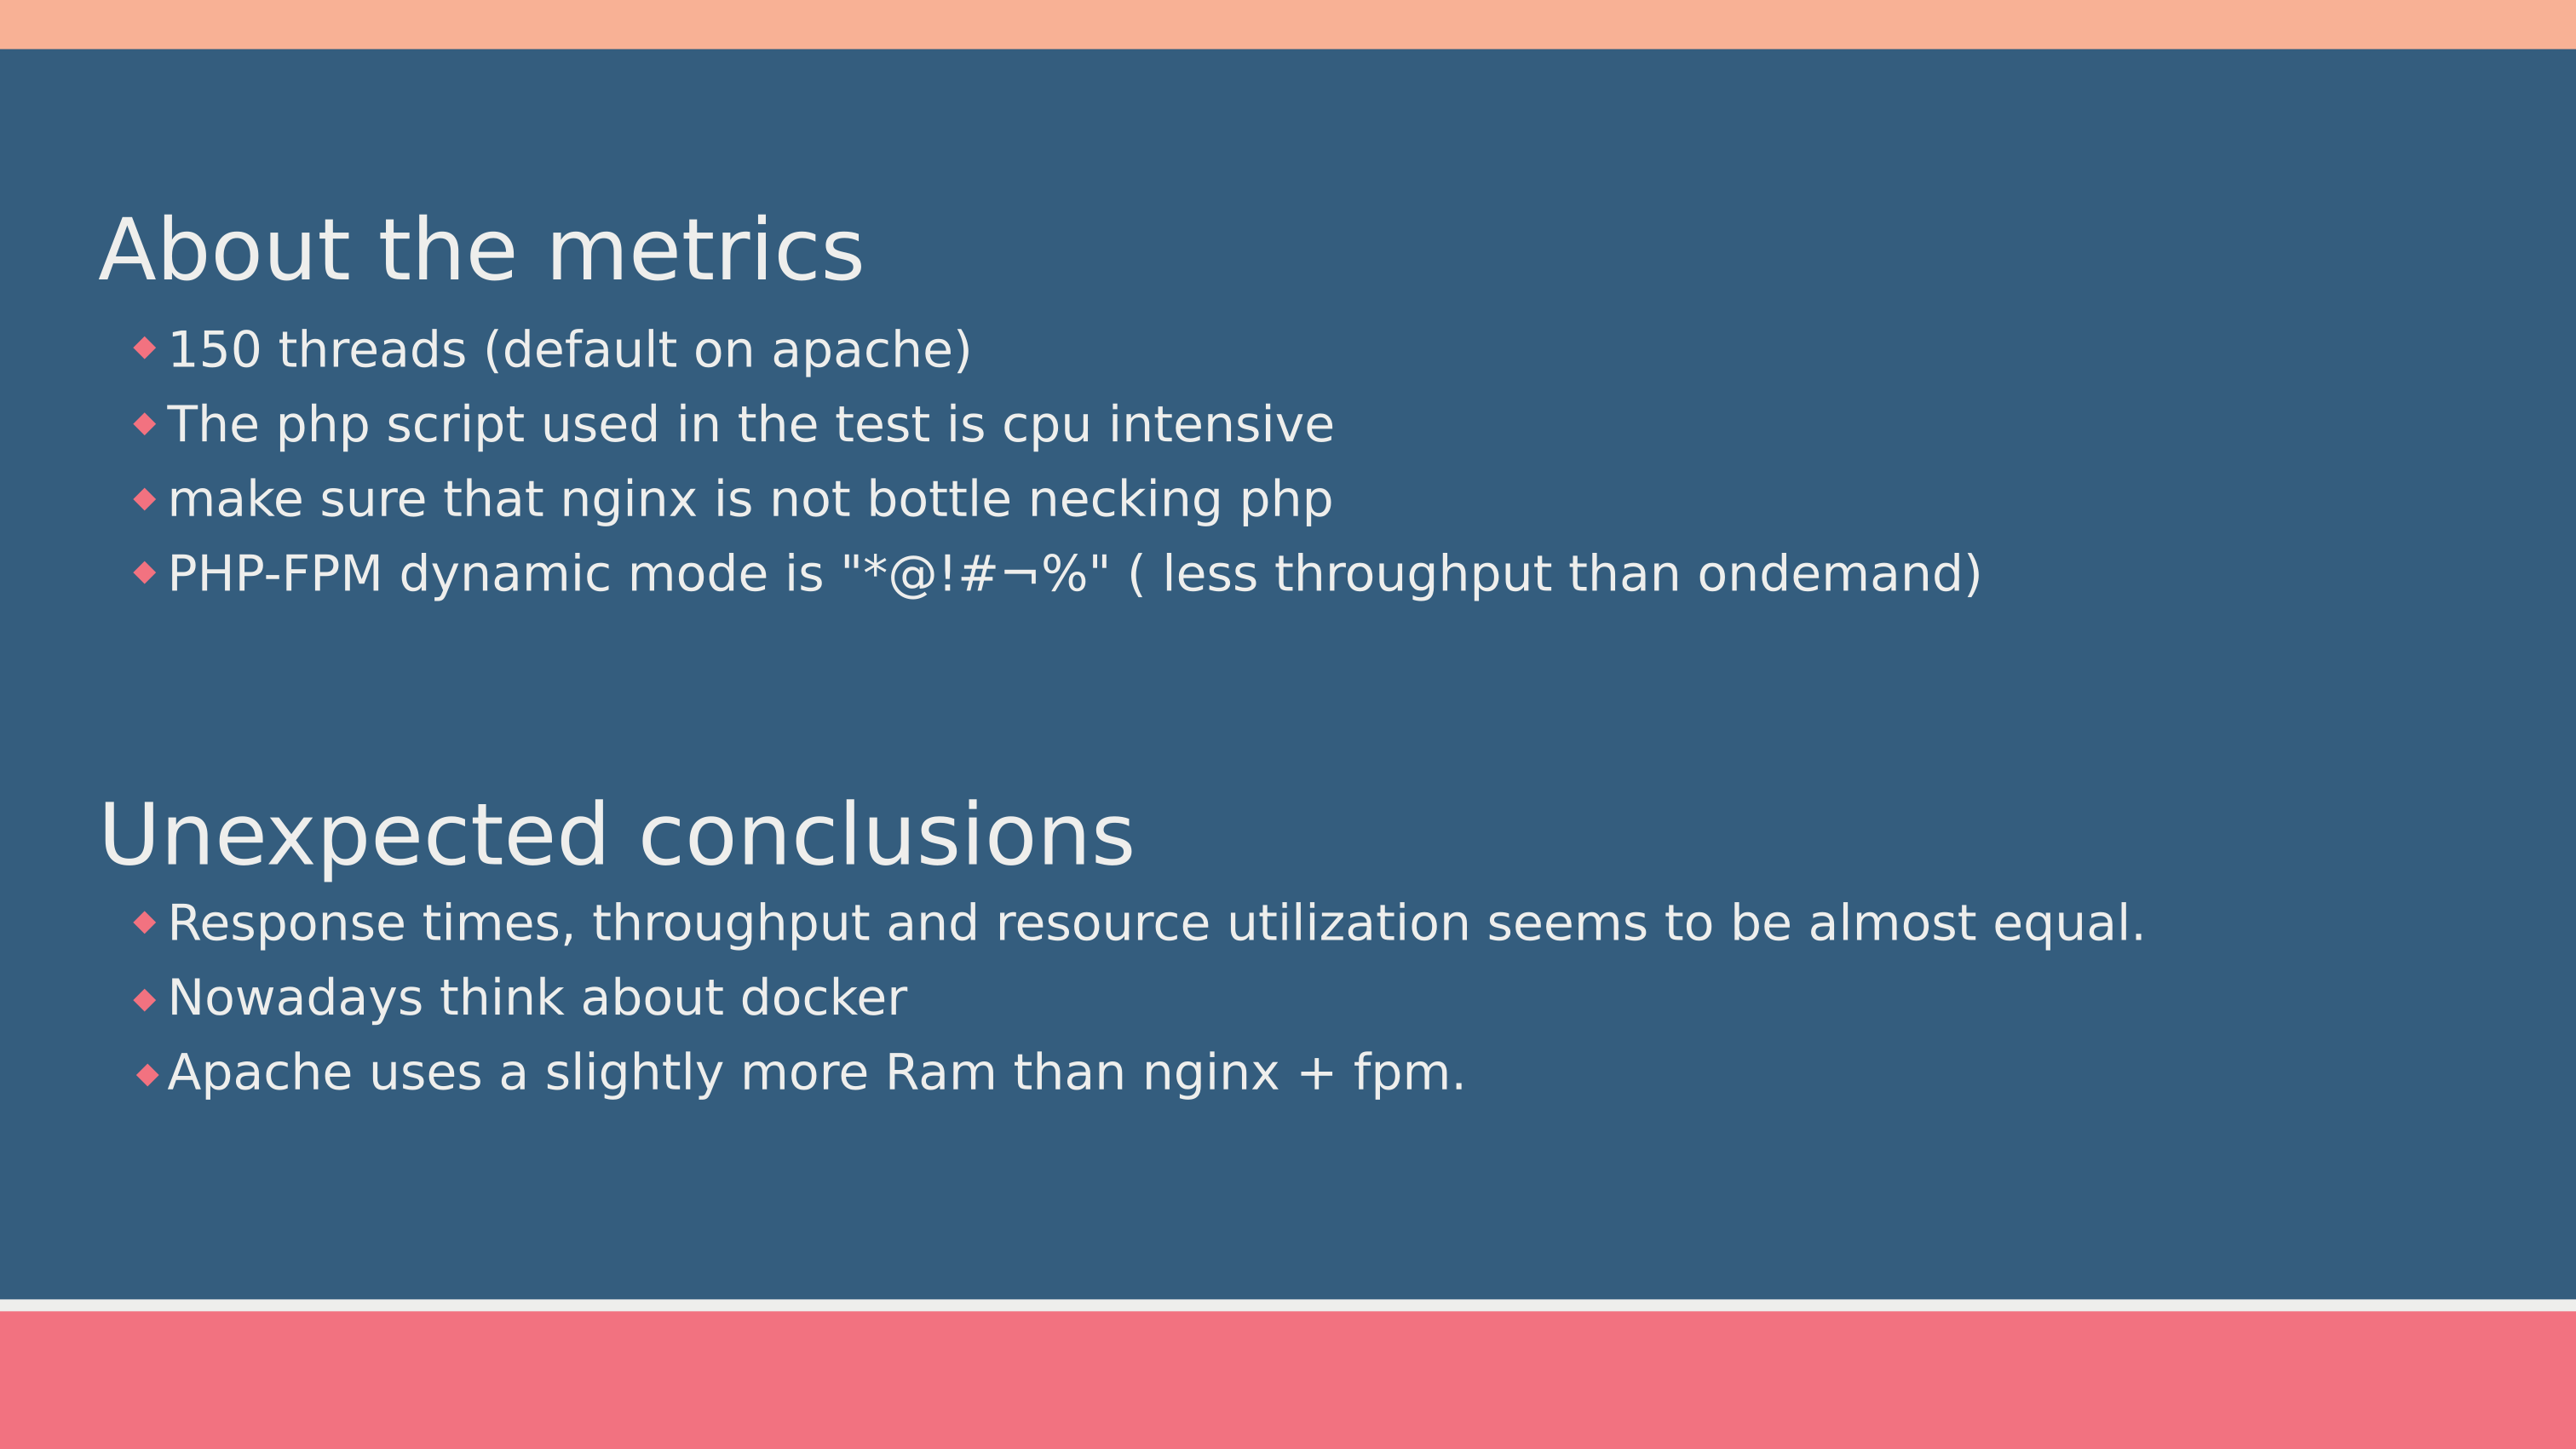 About the metrics
150 threads (default on apache)
The php script used in the test is cpu intensive
make sure that nginx is not bottle necking php
PHP-FPM dynamic mode is "*@!#¬%" ( less throughput than ondemand)
Unexpected conclusions
Response times, throughput and resource utilization seems to be almost equal.
Nowadays think about docker
Apache uses a slightly more Ram than nginx + fpm.